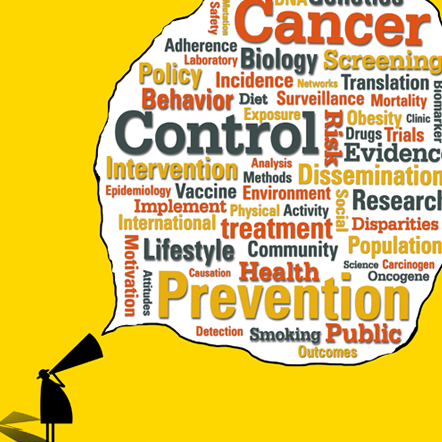 DNA Genetics
Mutation
Safety
Cancer
Adherence
Laboratory
Biology
Screening
Policy
Incidence
Networks
Translation
Biomarker
Behavior
Diet
Surveillance
Mortality
Exposure
Obesity
Clinic
Control
Risk
Drugs
Trials
Evidenc
Intervention
Analysis
Methods
Dissemination
Epidemiology
Vaccine
Environment
Social
Research
Implement
Physical
Activity
Disparities
International
treatment
Population
Motivation
Attitudes
Lifestyle
Community
Science
Carcinogen
Oncogene
Causation
Health
Prevention
Detection
Smoking
Public
Outcomes